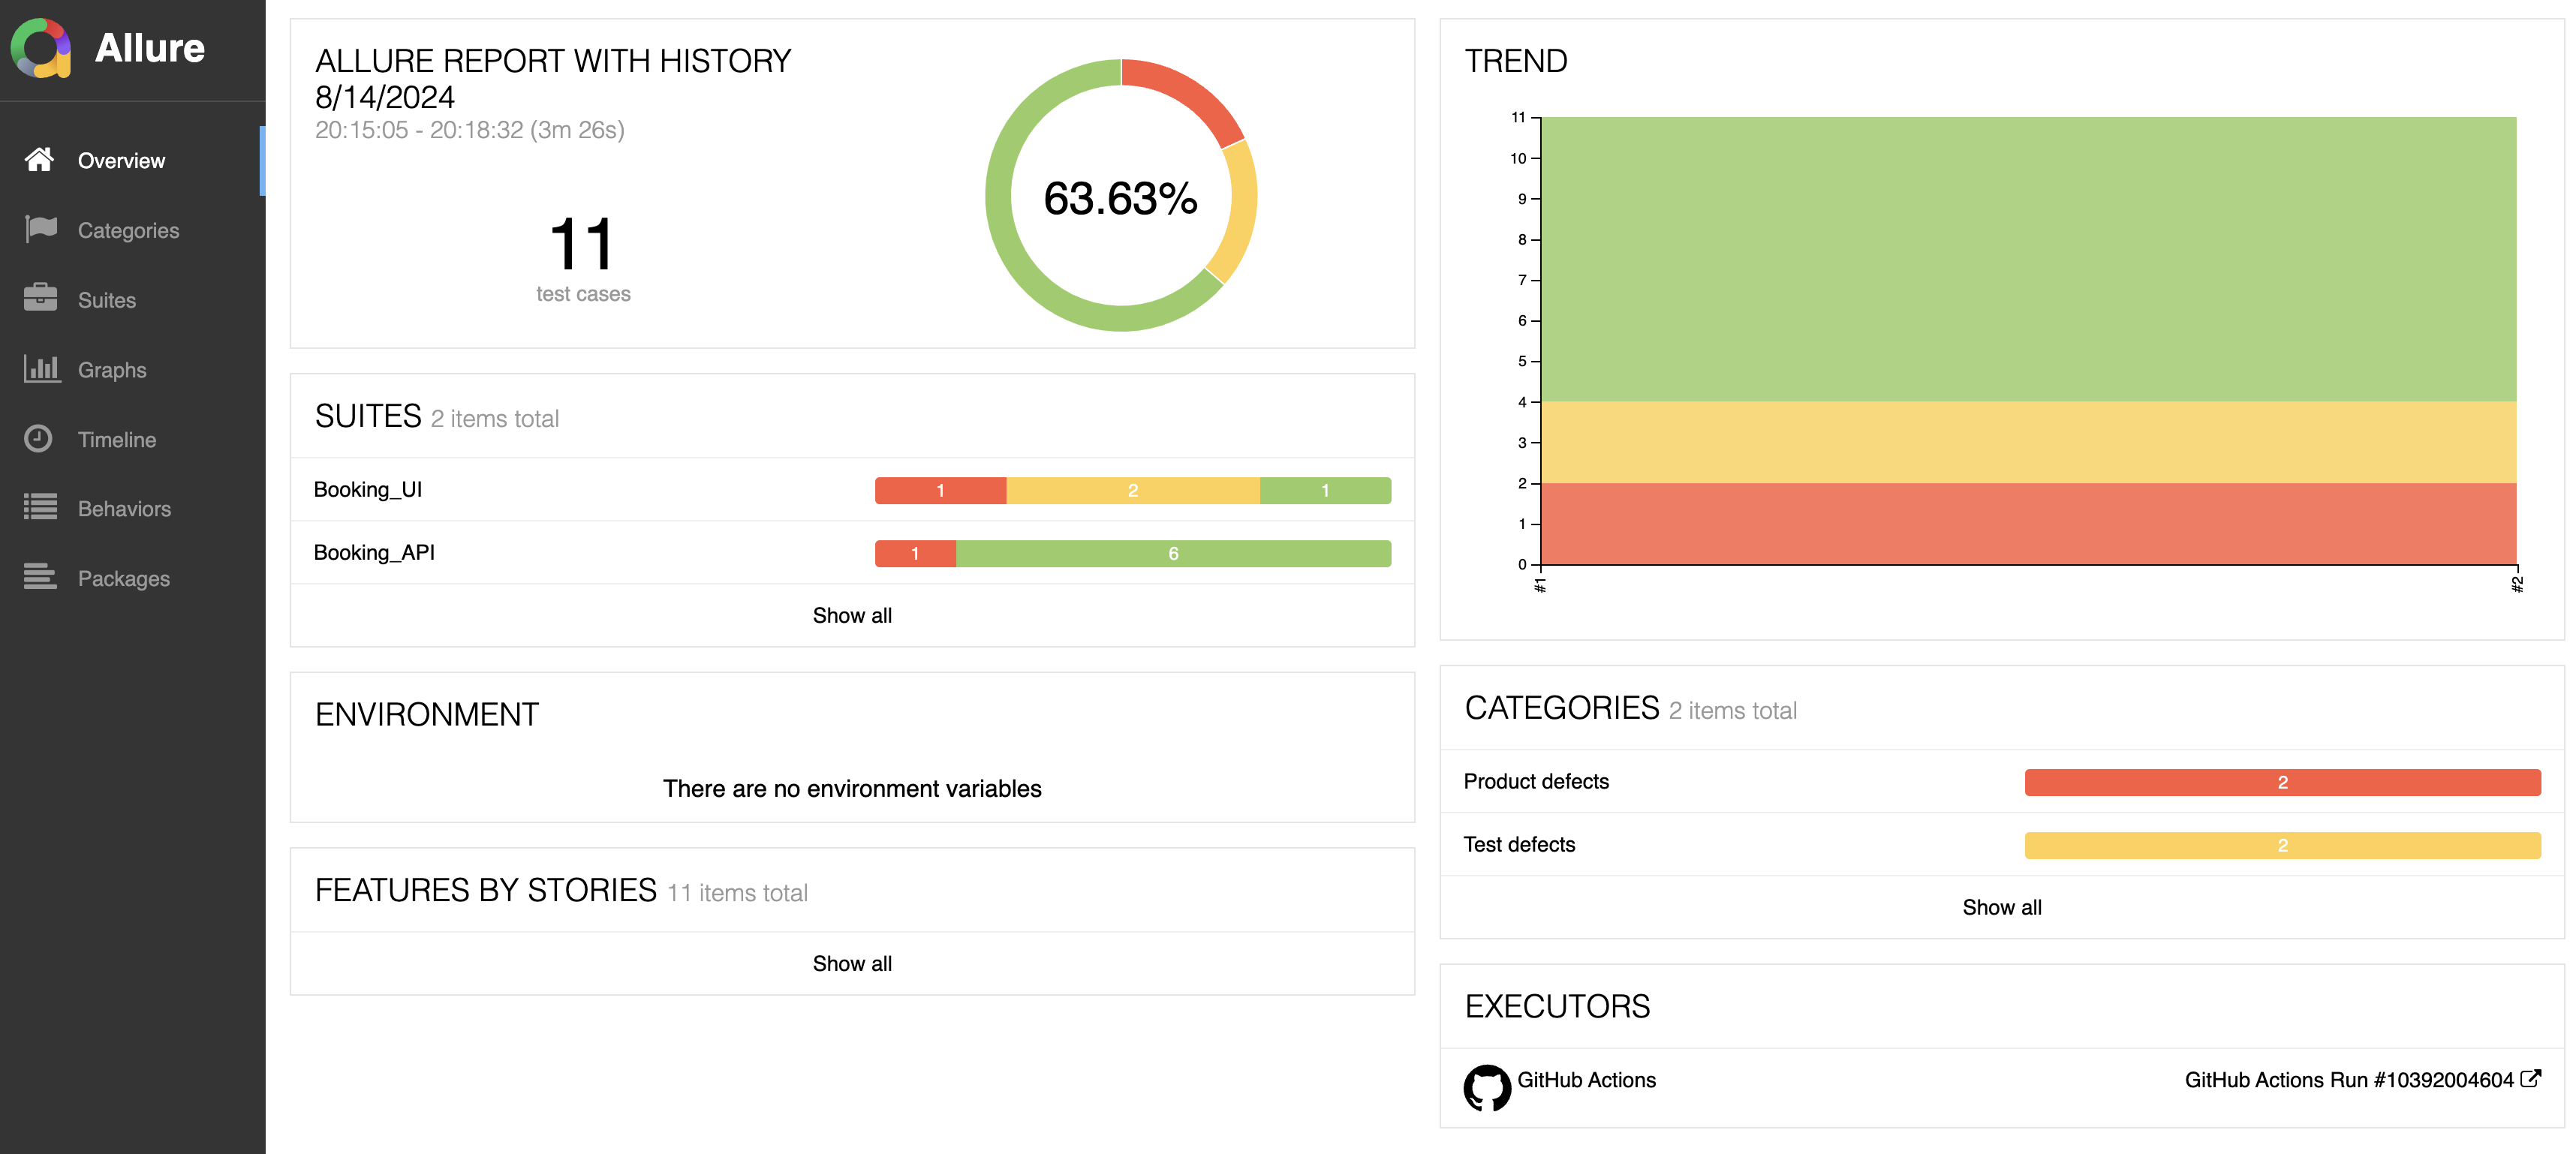 Allure
Overview
Categories
Suites
Graphs
Timeline
Behaviors
Packages
ALLURE REPORT WITH HISTORY
8/14/2024
20:15:05 - 20:18:32 (3m 26s)
11
test cases
63.63%
SUITES 2 items total
Booking_UI 1 2 1
Booking_API 1 6
Show all
ENVIRONMENT
There are no environment variables
FEATURES BY STORIES 11 items total
Show all
TREND
11
10
9
8
7
6
5
4
3
2
1
0
#1 #2
CATEGORIES 2 items total
Product defects 2
Test defects 2
Show all
EXECUTORS
GitHub Actions GitHub Actions Run #10392004604